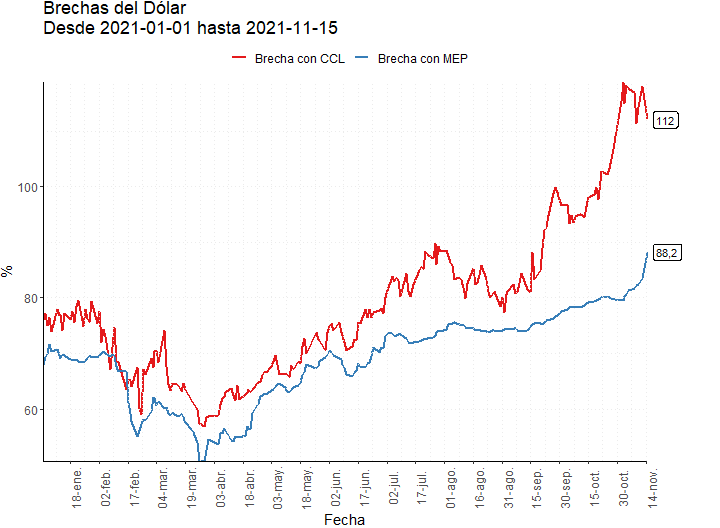 Brechas del Dólar
Desde 2021-01-01 hasta 2021-11-15
Brecha con CCL
Brecha con MEP
112
100
88,2
%
80
60
18-ene.
02-feb.
17-feb.
04-mar.
19-mar.
03-abr.
18-abr.
03-may.
18-may.
02-jun.
17-jun.
02-jul.
17-jul.
01-ago.
16-ago.
31-ago.
15-sep.
30-sep.
15-oct.
30-oct.
14-nov.
Fecha